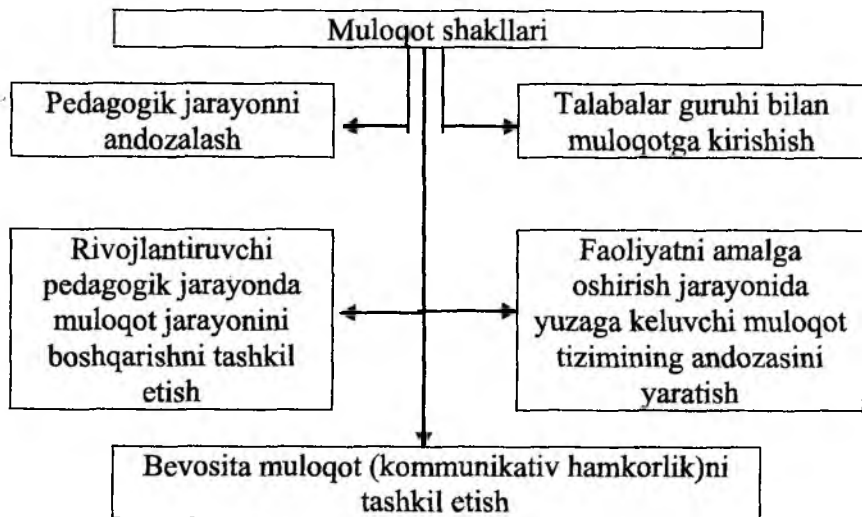 Muloqot shakllari
Pedagogik jarayonni
andozalash
Talabalar guruhi bilan
muloqotga kirishish
Rivojlantiruvchi
pedagogik jarayonda
muloqot jarayonini
boshqarishni tashkil
etish
Faoliyatni amalga
oshirish jarayonida
yuzaga keluvchi muloqot
tizimining andozasini
yaratish
Bevosita muloqot (kommunikativ hamkorlik)ni
tashkil etish